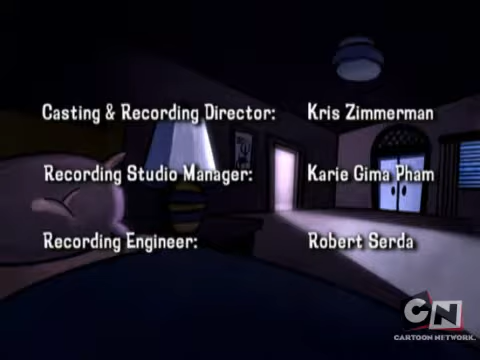 Casting & Recording Director: Kris Zimmerman
Recording Studio Manager: Karie Gima Pham
Recording Engineer: Robert Serda
CN
CARTOON NETWORK.